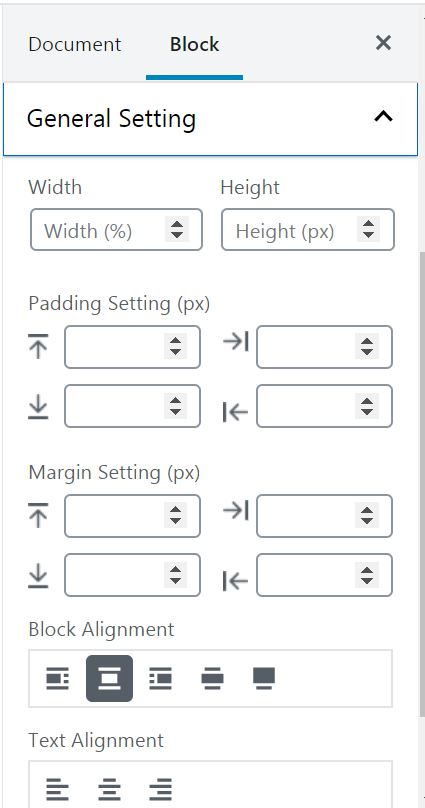 Document Block
General Setting
Width Height
Width (%) Height (px)
Padding Setting (px)
Margin Setting (px)
Block Alignment
Text Alignment